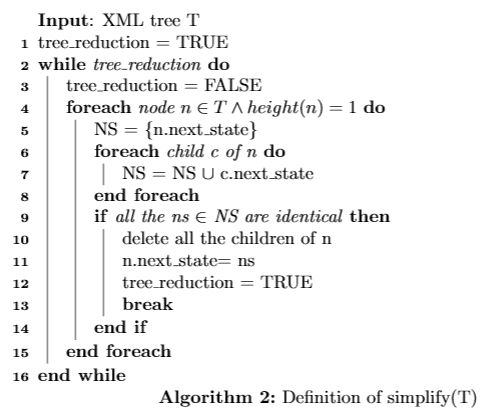 Input: XML tree T
1 tree_reduction = TRUE
2 while tree_reduction do
3 tree_reduction = FALSE
4 foreach node n ∈ T ∧ height(n) = 1 do
5 NS = {n.next_state}
6 foreach child c of n do
7 NS = NS ∪ c.next_state
8 end foreach
9 if all the ns ∈ NS are identical then
10 delete all the children of n
11 n.next_state= ns
12 tree_reduction = TRUE
13 break
14 end if
15 end foreach
16 end while
Algorithm 2: Definition of simplify(T)